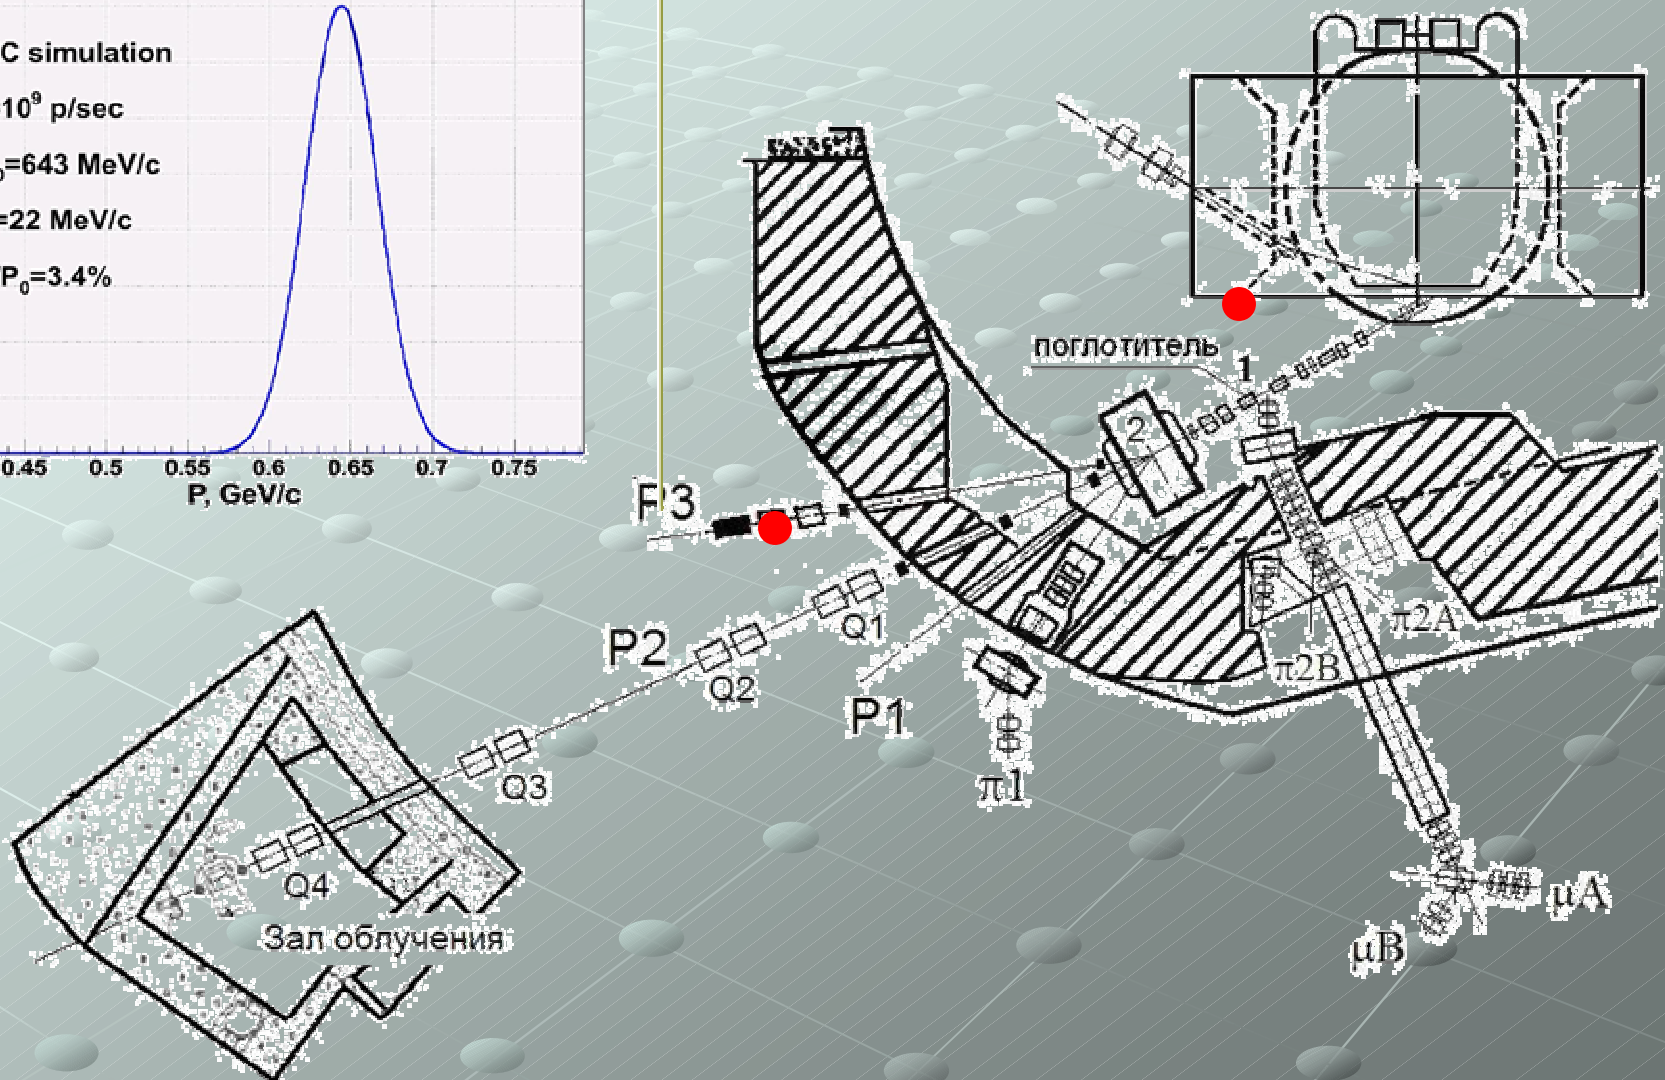 C simulation
10⁹ p/sec
=643 MeV/c
=22 MeV/c
P₀=3.4%
0.45 0.5 0.55 0.6 0.65 0.7 0.75
P, GeV/c
поглотитель
1
2
P3
P2
Q1
Q2
P1
Q3
π1
π2A
π2B
Q4
Зал облучения
μA
μB